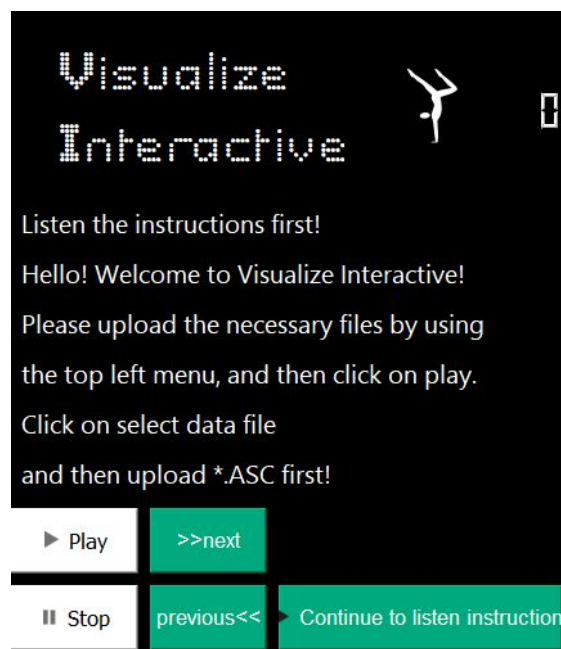 Visualize
Interactive
0
Listen the instructions first!
Hello! Welcome to Visualize Interactive!
Please upload the necessary files by using
the top left menu, and then click on play.
Click on select data file
and then upload *.ASC first!
Play
>>next
Stop
previous<<
Continue to listen instruction